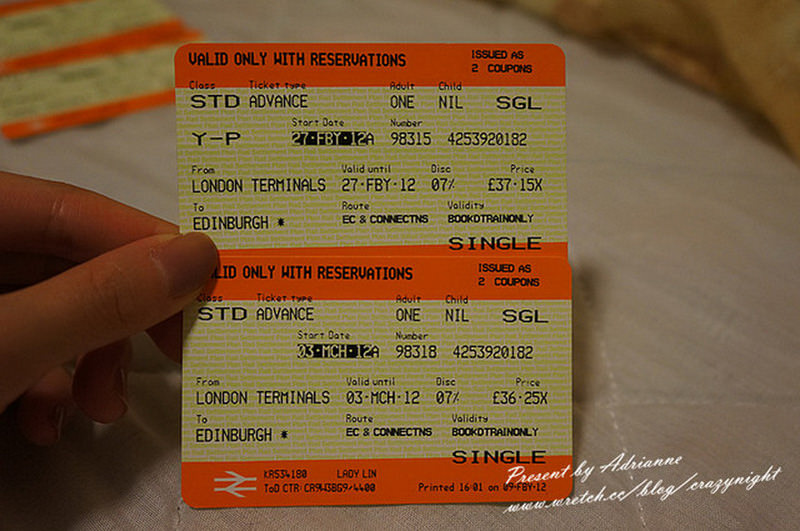 VALID ONLY WITH RESERVATIONS ISSUED AS
2 COUPONS
Class Ticket type Adult Child
STD ADVANCE ONE NIL SGL
Start Date Number
Y-P 27·FBY·12A 98315 4253920182
From Valid until Disc Price
LONDON TERMINALS 27·FBY·12 07% £37·15X
To Route Validity
EDINBURGH * EC & CONNECTNS BOOKDTRAINONLY
SINGLE
VALID ONLY WITH RESERVATIONS ISSUED AS
2 COUPONS
Class Ticket type Adult Child
STD ADVANCE ONE NIL SGL
Start Date Number
03·MCH·12A 98318 4253920182
From Valid until Disc Price
LONDON TERMINALS 03·MCH·12 07% £36·25X
To Route Validity
EDINBURGH * EC & CONNECTNS BOOKDTRAINONLY
SINGLE
KR534180 LADY LIN
ToD CTR: Printed 16:01 on 09-FBY-12
Present by Adrianne
www.wretch.cc/blog/crazynight